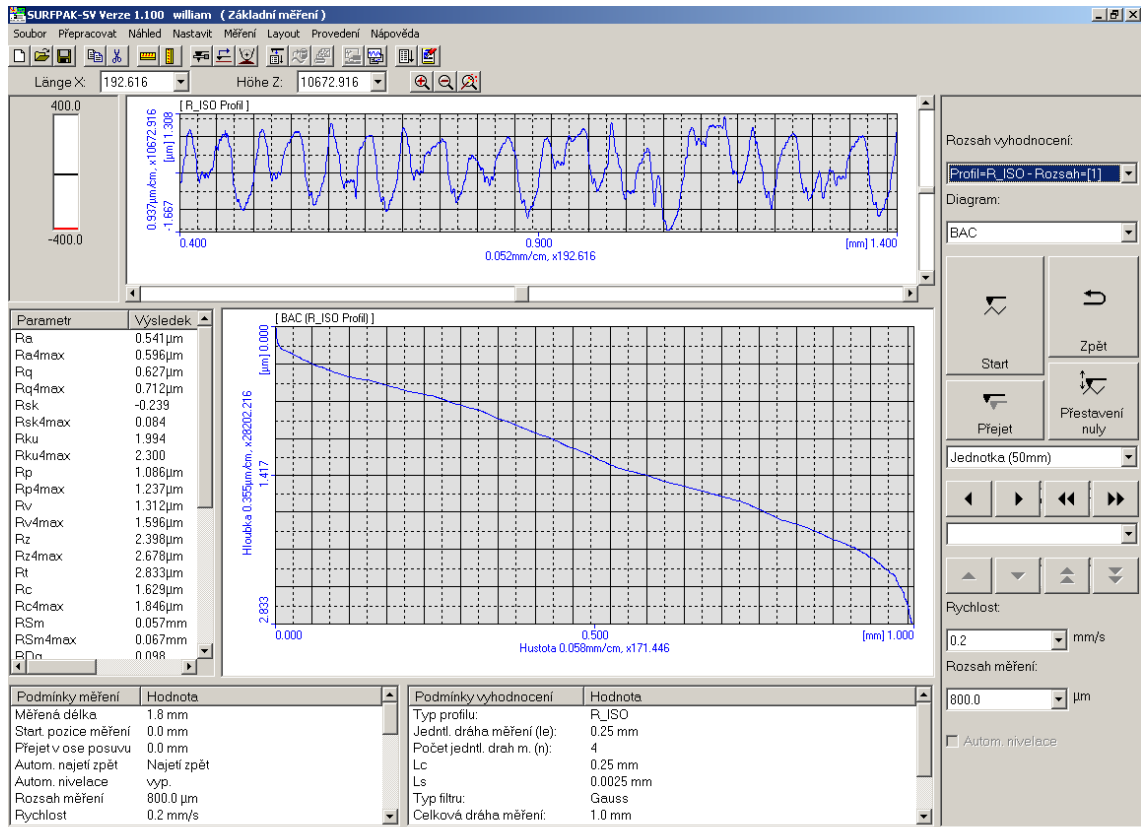 SURFPAK-SV Verze 1.100   william   ( Základní měření )
Soubor Přepracovat Náhled Nastavit Měření Layout Provedení Nápověda
Länge X: 192.616 Höhe Z: 10672.916
400.0
-400.0
[ R_ISO Profil ]
0.937µm/cm, x10672.916
-1.667 [µm] 1.308
0.400 0.900 [mm] 1.400
0.052mm/cm, x192.616
Parametr Výsledek
Ra 0.541µm
Ra4max 0.596µm
Rq 0.627µm
Rq4max 0.712µm
Rsk -0.239
Rsk4max 0.084
Rku 1.994
Rku4max 2.300
Rp 1.086µm
Rp4max 1.237µm
Rv 1.312µm
Rv4max 1.596µm
Rz 2.398µm
Rz4max 2.678µm
Rt 2.833µm
Rc 1.629µm
Rc4max 1.846µm
RSm 0.057mm
RSm4max 0.067mm
RDq 0.098
[ BAC (R_ISO Profil) ]
Hloubka 0.355µm/cm, x28202.216
2.833 1.417 [µm] 0.000
0.000 0.500 [mm] 1.000
Hustota 0.058mm/cm, x171.446
Podmínky měření Hodnota
Měřená délka 1.8 mm
Start. pozice měření 0.0 mm
Přejet v ose posuvu 0.0 mm
Autom. najetí zpět Najetí zpět
Autom. nivelace vyp.
Rozsah měření 800.0 µm
Rychlost 0.2 mm/s
Podmínky vyhodnocení Hodnota
Typ profilu: R_ISO
Jedntl. dráha měření (le): 0.25 mm
Počet jedntl. drah m. (n): 4
Lc 0.25 mm
Ls 0.0025 mm
Typ filtru: Gauss
Celková dráha měření: 1.0 mm
Rozsah vyhodnocení:
Profil=R_ISO - Rozsah=[1]
Diagram:
BAC
Start
Zpět
Přejet
Přestavení
nuly
Jednotka (50mm)
Rychlost:
0.2 mm/s
Rozsah měření:
800.0 µm
Autom. nivelace